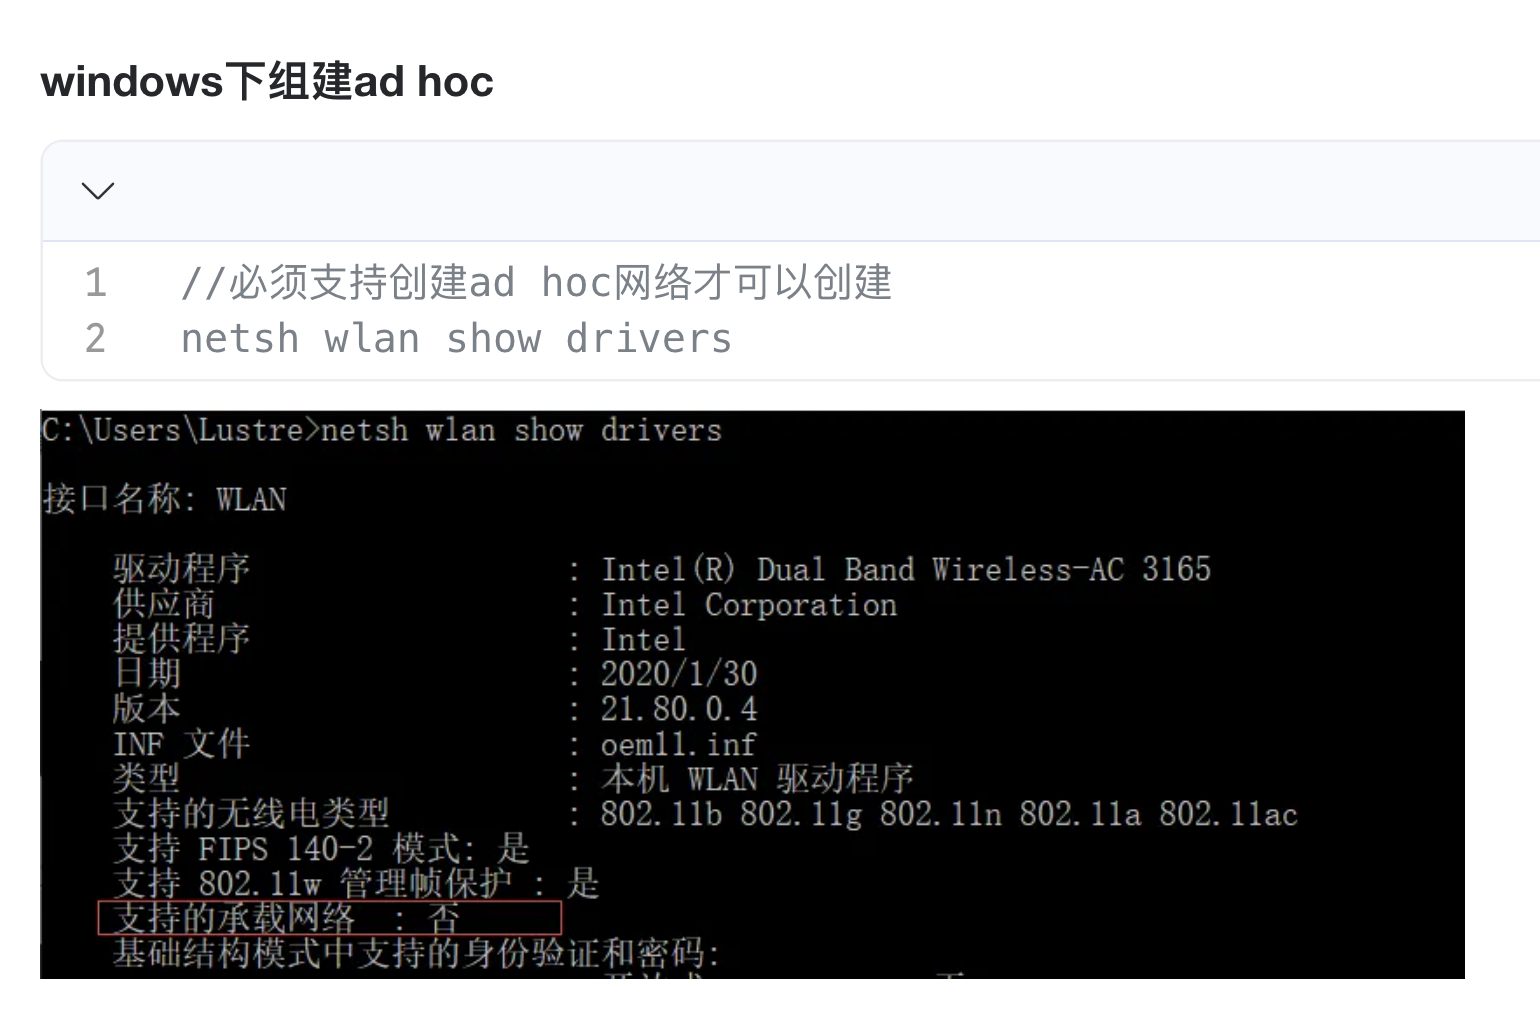 windows下组建ad hoc
1 //必须支持创建ad hoc网络才可以创建
2 netsh wlan show drivers
C:\Users\Lustre>netsh wlan show drivers
接口名称: WLAN
驱动程序 : Intel(R) Dual Band Wireless-AC 3165
供应商 : Intel Corporation
提供程序 : Intel
日期 : 2020/1/30
版本 : 21.80.0.4
INF 文件 : oem11.inf
类型 : 本机 WLAN 驱动程序
支持的无线电类型 : 802.11b 802.11g 802.11n 802.11a 802.11ac
支持 FIPS 140-2 模式: 是
支持 802.11w 管理帧保护 : 是
支持的承载网络 : 否
基础结构模式中支持的身份验证和密码: